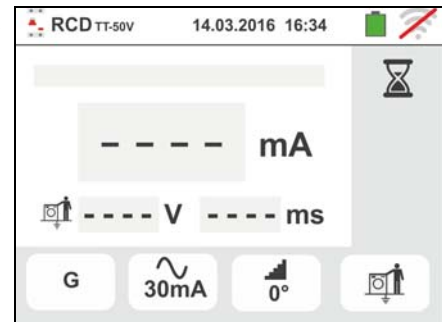 RCD TT-50V 14.03.2016 16:34
- - - - mA
- - - - V - - - - ms
G 30mA 0°